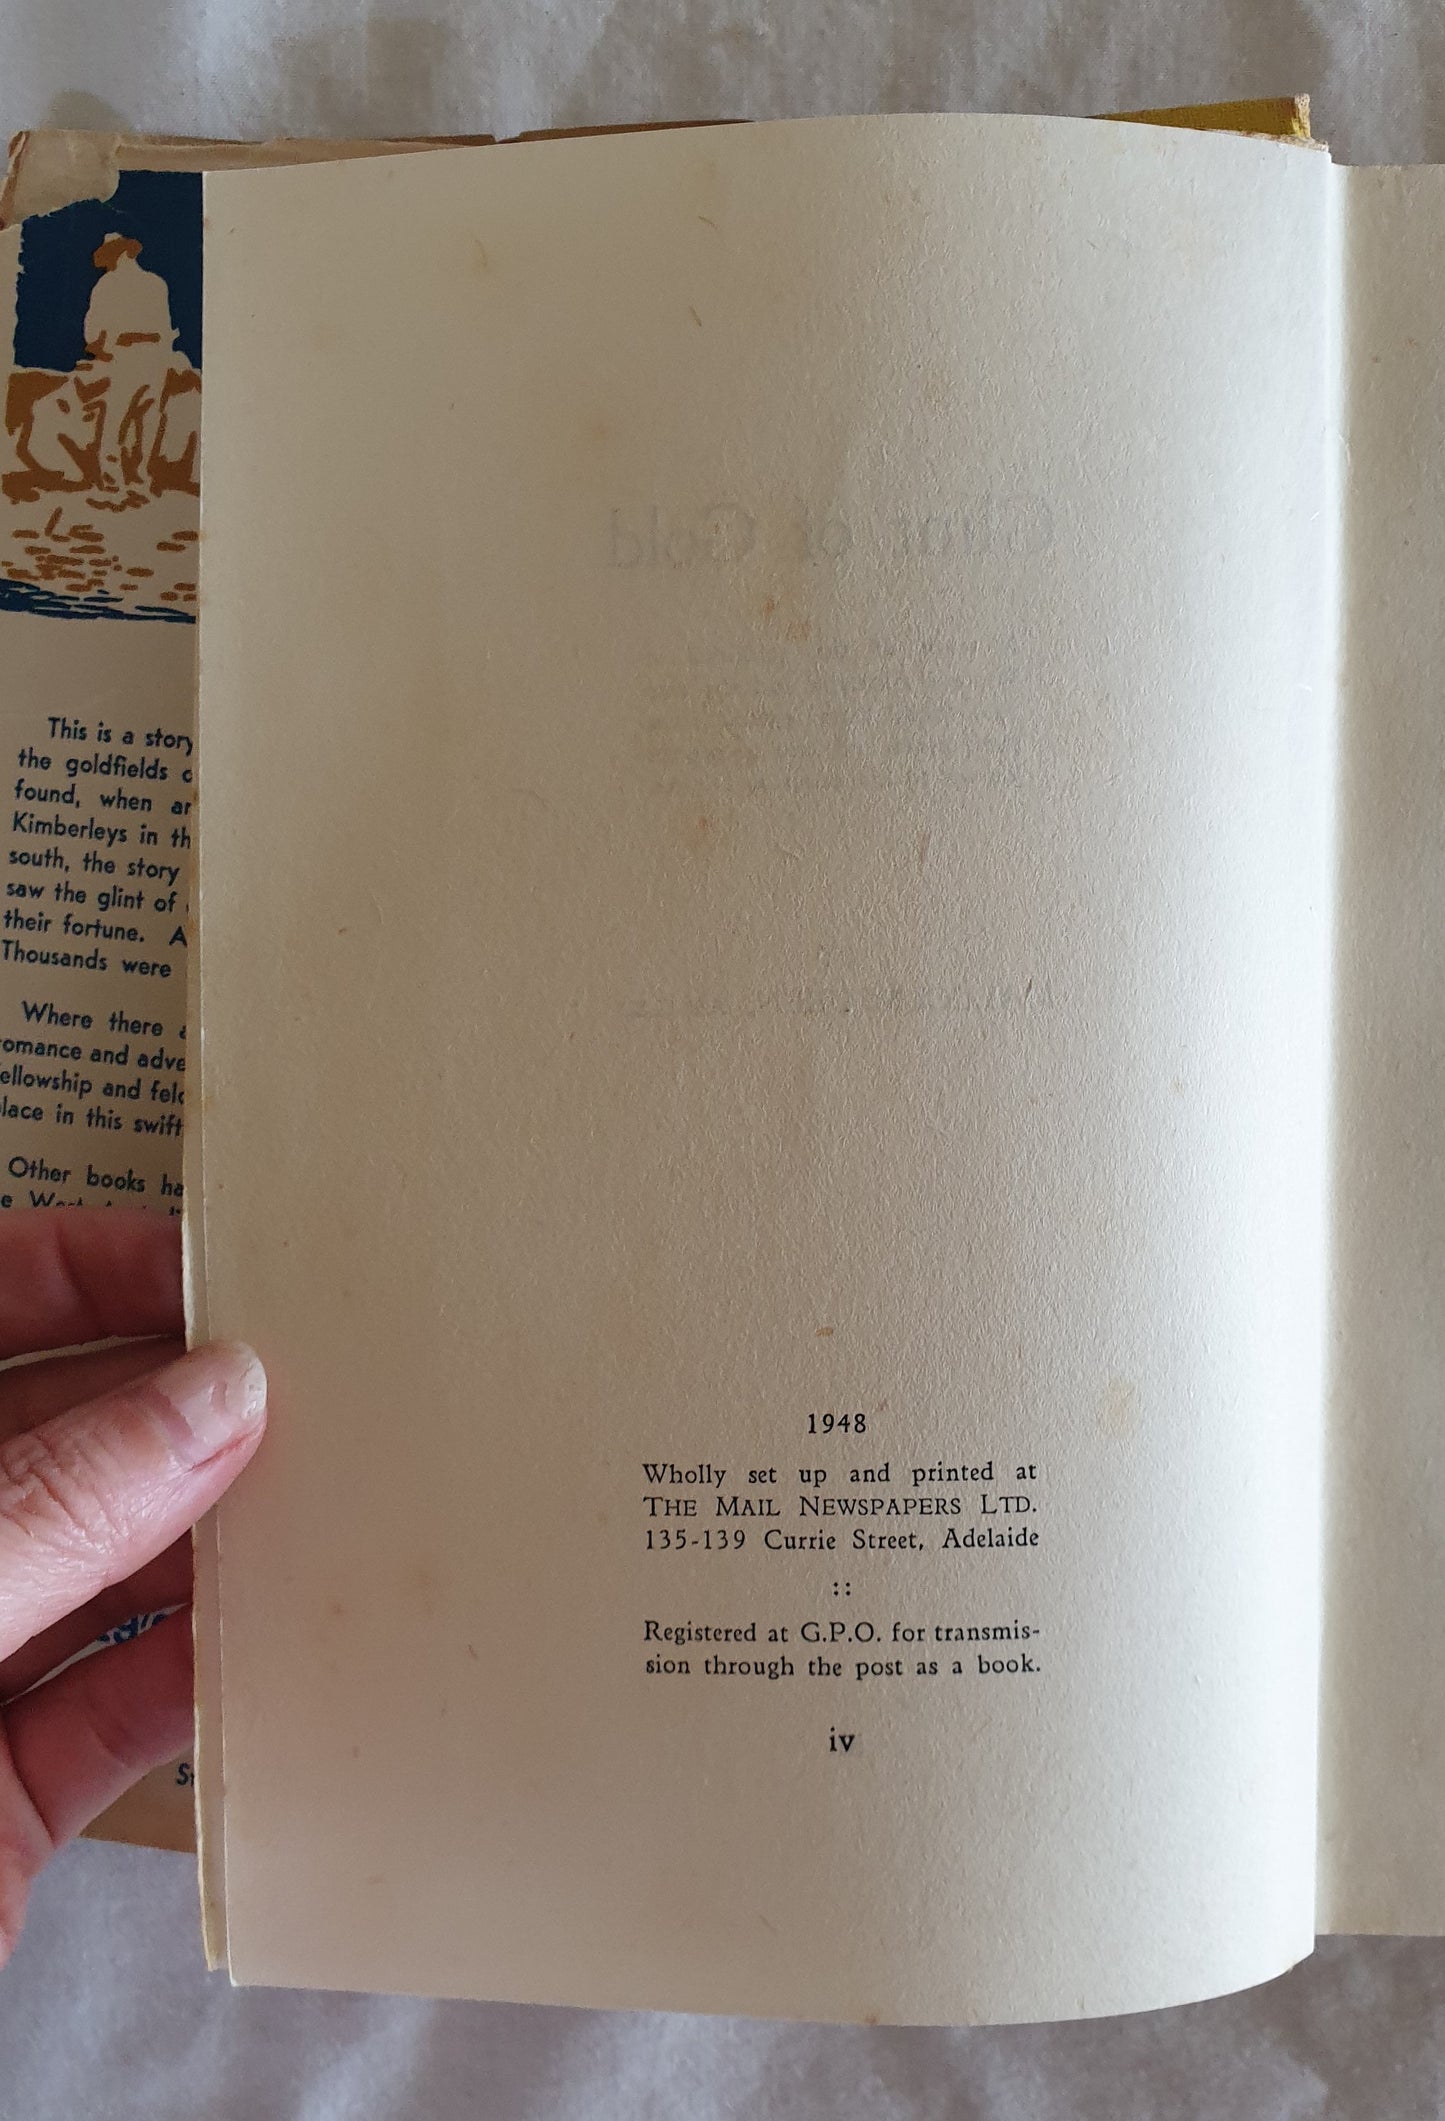 This is a story
the goldfields
found, when
Kimberleys in
south, the story
saw the glint of
their fortune. A
Thousands were
Where there
romance and
fellowship and
place in this swift
Other books
of Gold
1948
Wholly set up and printed at
THE MAIL NEWSPAPERS LTD.
135-139 Currie Street, Adelaide
::
Registered at G.P.O. for transmis-
sion through the post as a book.
iv